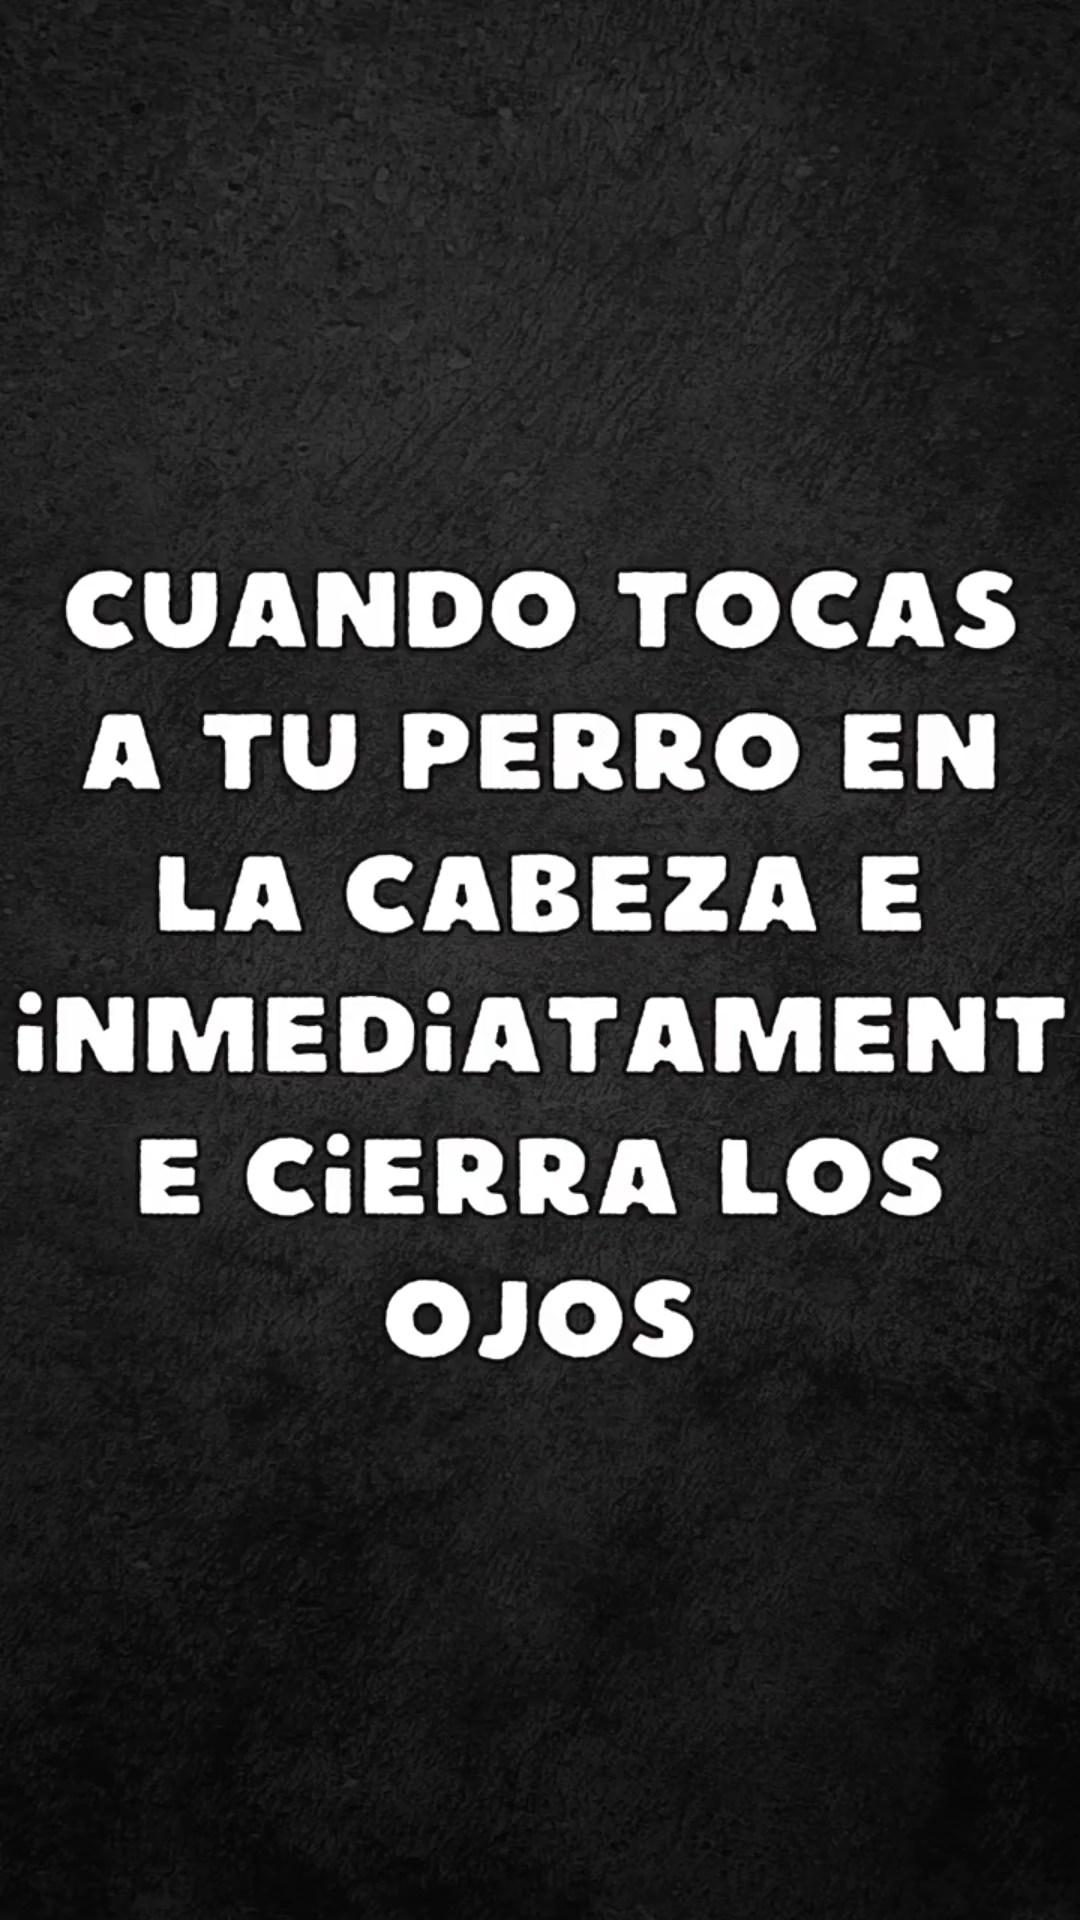 CUANDO TOCAS
A TU PERRO EN
LA CABEZA E
iNMEDiATAMENT
E CiERRA LOS
OJOS